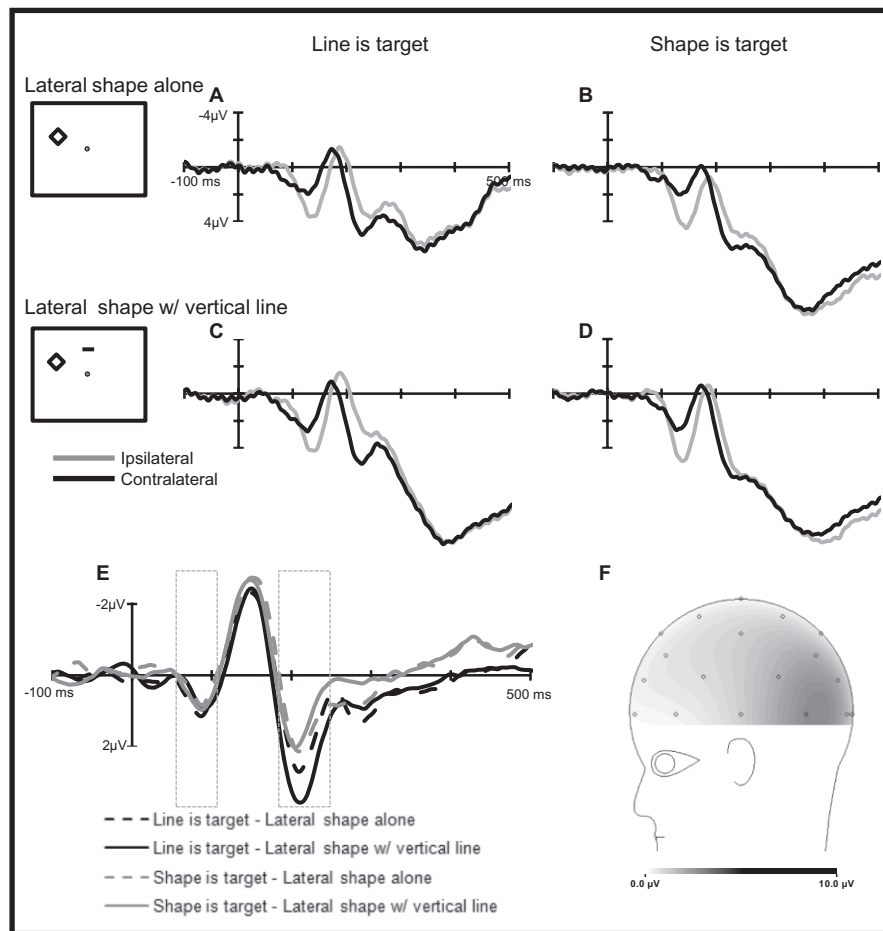 Line is target
Shape is target
Lateral shape alone
A
B
-4µV
-100 ms
500 ms
4µV
Lateral shape w/ vertical line
C
D
Ipsilateral
Contralateral
E
F
-2µV
-100 ms
500 ms
2µV
Line is target - Lateral shape alone
Line is target - Lateral shape w/ vertical line
Shape is target - Lateral shape alone
Shape is target - Lateral shape w/ vertical line
0.0 µV
10.0 µV